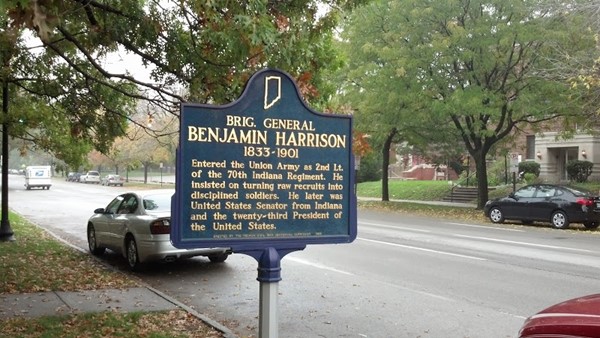 BRIG. GENERAL
BENJAMIN HARRISON
1833-1901
Entered the Union Army as 2nd Lt.
of the 70th Indiana Regiment. He
insisted on turning raw recruits into
disciplined soldiers. He later was
United States Senator from Indiana
and the twenty-third President of
the United States.